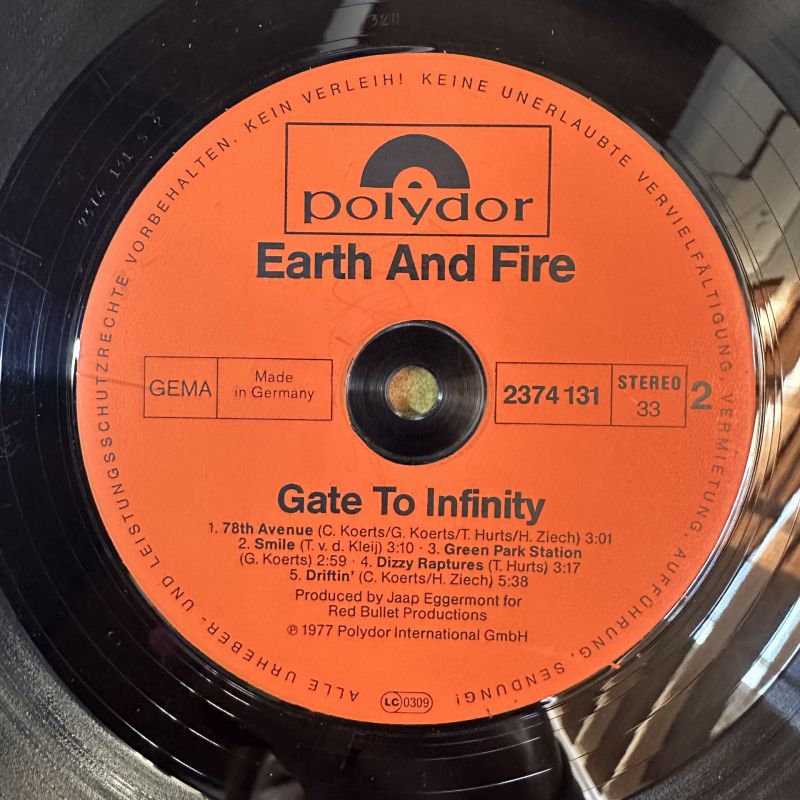 320
2374 131 S 2
ALLE URHEBER- UND LEISTUNGSSCHUTZRECHTE VORBEHALTEN. KEIN VERLEIH! KEINE UNERLAUBTE VERVIELFÄLTIGUNG, VERMIETUNG, AUFFÜHRUNG, SENDUNG!
polydor
Earth And Fire
GEMA
Made
in Germany
2374 131
STEREO
33
2
Gate To Infinity
1. 78th Avenue (C. Koerts/G. Koerts/T. Hurts/H. Ziech) 3:01
2. Smile (T. v. d. Kleij) 3:10 · 3. Green Park Station
(G. Koerts) 2:59 · 4. Dizzy Raptures (T. Hurts) 3:17
5. Driftin' (C. Koerts/H. Ziech) 5:38
Produced by Jaap Eggermont for
Red Bullet Productions
℗ 1977 Polydor International GmbH
LC 0309